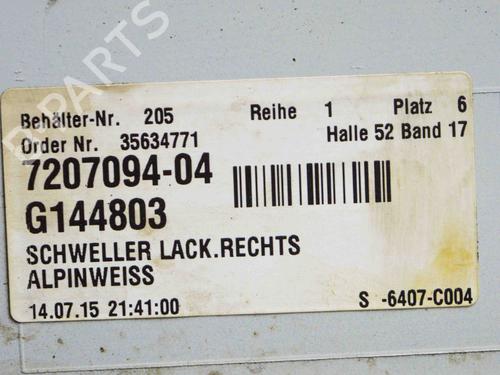 B-PARTS
Behälter-Nr. 205 Reihe 1 Platz 6
Order Nr. 35634771 Halle 52 Band 17
7207094-04
G144803
SCHWELLER LACK.RECHTS
ALPINWEISS
14.07.15 21:41:00 S -6407-C004